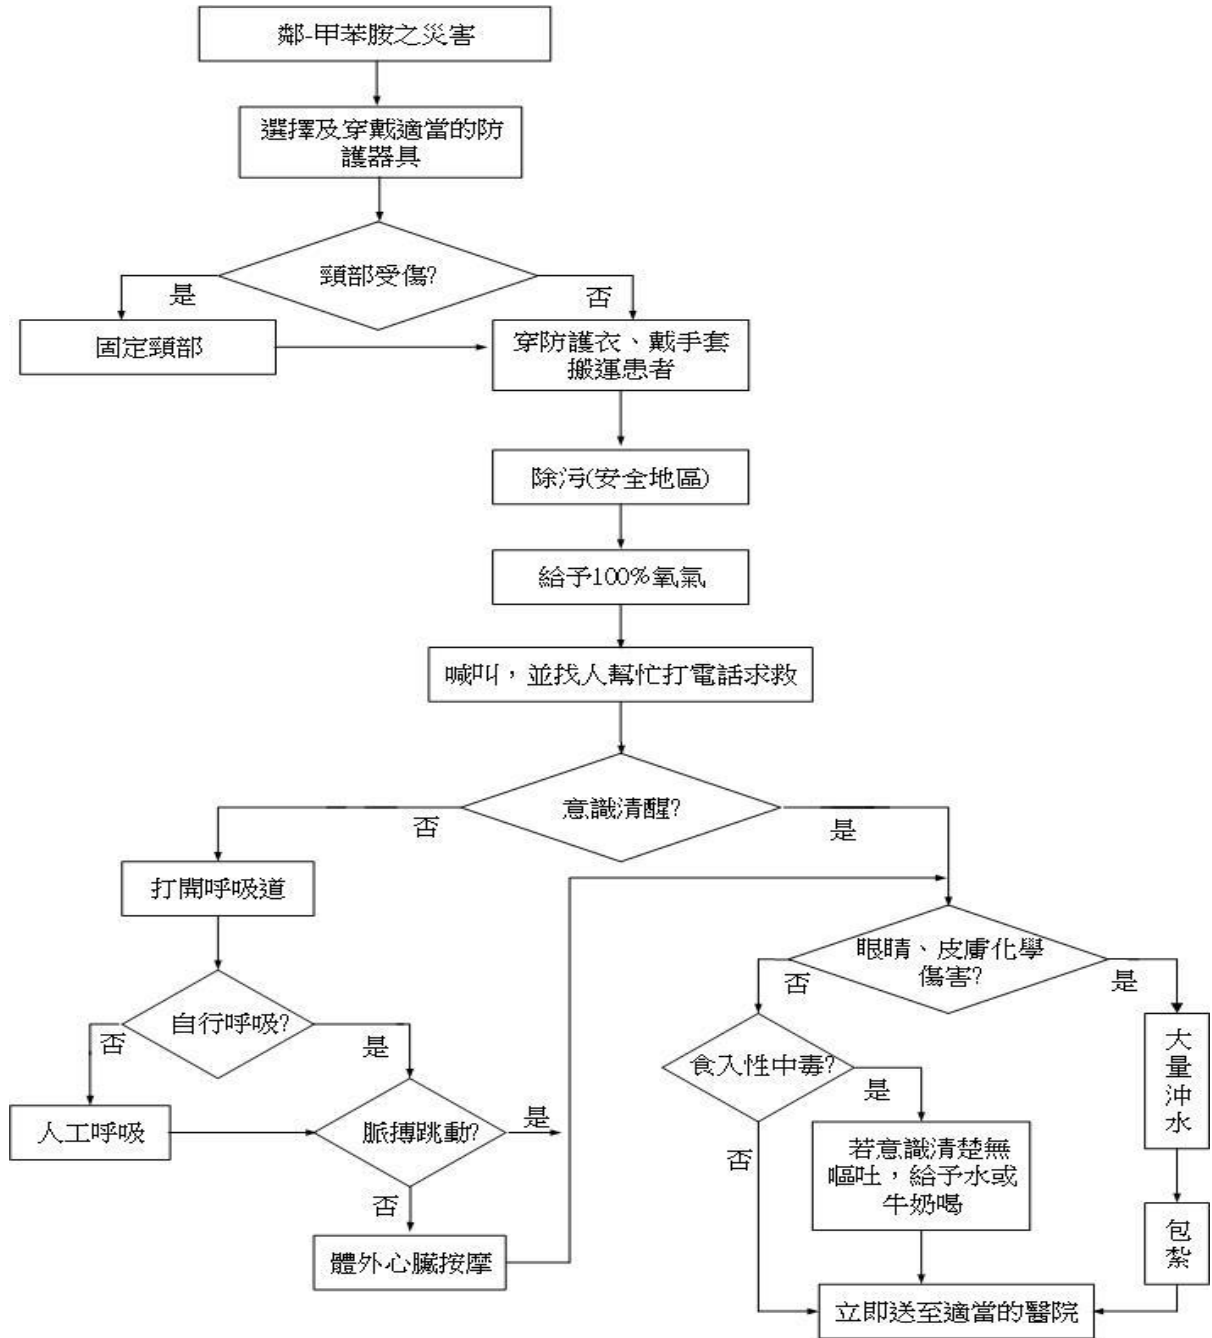 鄰-甲苯胺之災害
選擇及穿戴適當的防
護器具
頸部受傷?
是
否
固定頸部
穿防護衣、戴手套
搬運患者
除污(安全地區)
給予100%氧氣
喊叫，並找人幫忙打電話求救
意識清醒?
否
是
打開呼吸道
眼睛、皮膚化學
傷害?
否
是
自行呼吸?
否
是
食入性中毒?
是
否
大
量
沖
水
人工呼吸
脈搏跳動?
是
否
若意識清楚無
嘔吐，給予水或
牛奶喝
體外心臟按摩
包
紮
立即送至適當的醫院